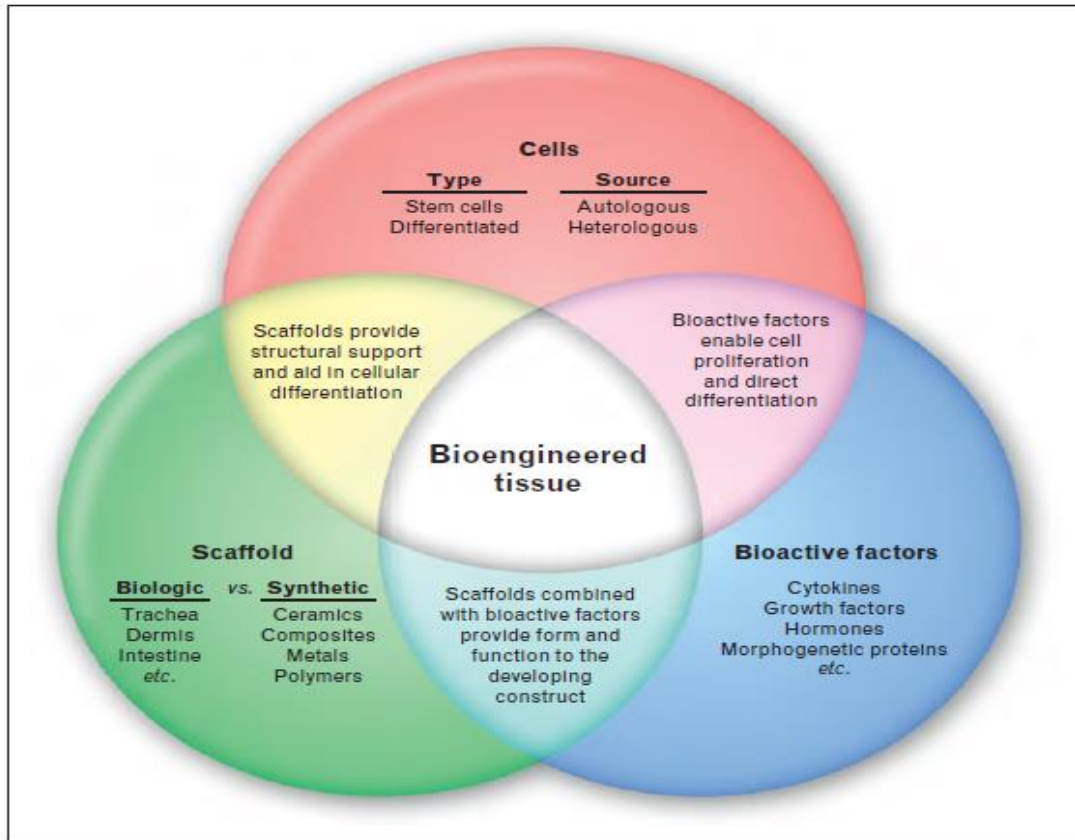 Cells
Type Source
Stem cells Autologous
Differentiated Heterologous
Scaffolds provide
structural support
and aid in cellular
differentiation
Bioactive factors
enable cell
proliferation
and direct
differentiation
Bioengineered
tissue
Scaffold
Biologic vs. Synthetic
Trachea Ceramics
Dermis Composites
Intestine Metals
etc. Polymers
Scaffolds combined
with bioactive factors
provide form and
function to the
developing
construct
Bioactive factors
Cytokines
Growth factors
Hormones
Morphogenetic proteins
etc.